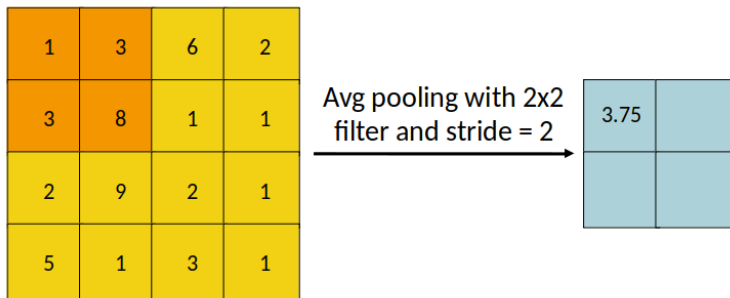 1 3 6 2
3 8 1 1
2 9 2 1
5 1 3 1
Avg pooling with 2x2
filter and stride = 2
3.75